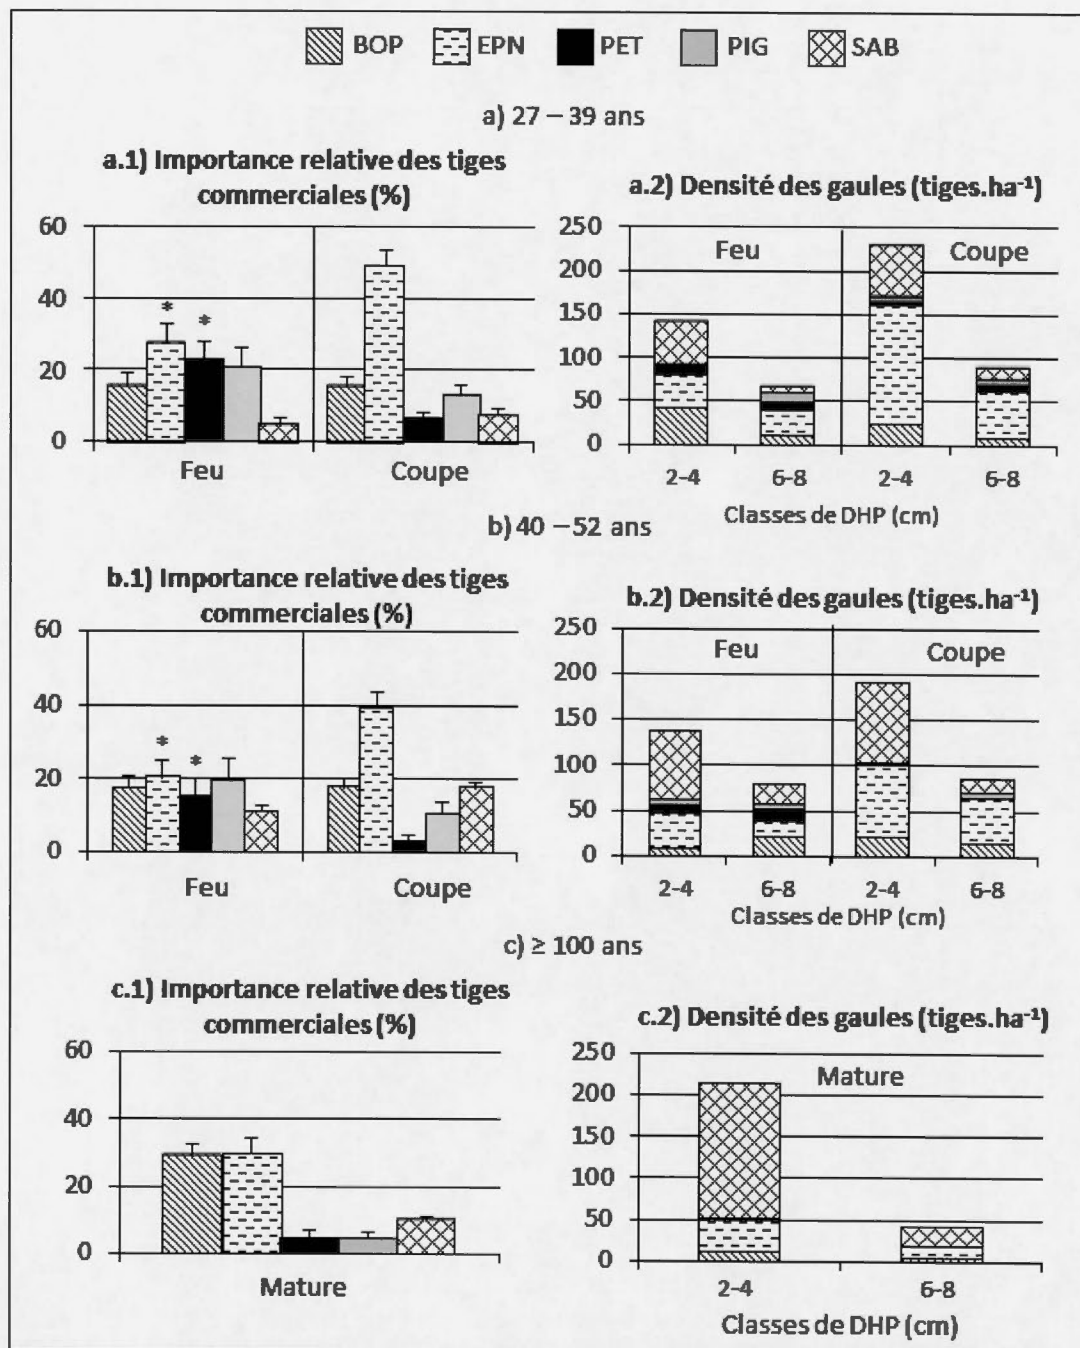 BOP EPN PET PIG SAB
a) 27 – 39 ans
a.1) Importance relative des tiges
commerciales (%)
60
40
20
0
* *
Feu Coupe
a.2) Densité des gaules (tiges.ha⁻¹)
250
200
150
100
50
0
Feu Coupe
2-4 6-8 2-4 6-8
Classes de DHP (cm)
b) 40 – 52 ans
b.1) Importance relative des tiges
commerciales (%)
60
40
20
0
* *
Feu Coupe
b.2) Densité des gaules (tiges.ha⁻¹)
250
200
150
100
50
0
Feu Coupe
2-4 6-8 2-4 6-8
Classes de DHP (cm)
c) ≥ 100 ans
c.1) Importance relative des tiges
commerciales (%)
60
40
20
0
Mature
c.2) Densité des gaules (tiges.ha⁻¹)
250
200
150
100
50
0
Mature
2-4 6-8
Classes de DHP (cm)